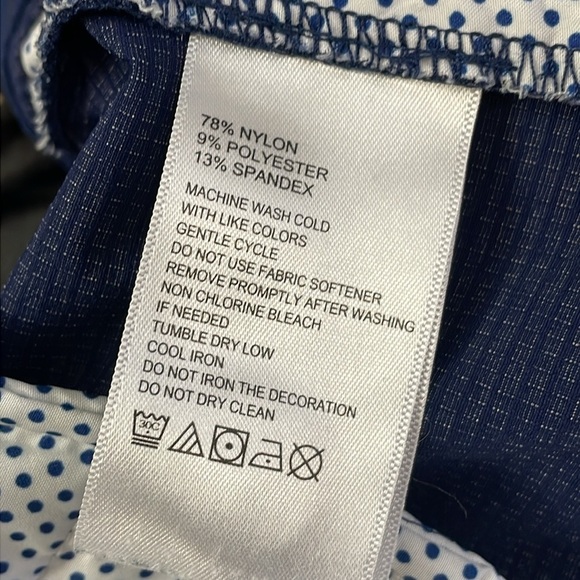 78% NYLON
9% POLYESTER
13% SPANDEX
MACHINE WASH COLD
WITH LIKE COLORS
GENTLE CYCLE
DO NOT USE FABRIC SOFTENER
REMOVE PROMPTLY AFTER WASHING
NON CHLORINE BLEACH
IF NEEDED
TUMBLE DRY LOW
COOL IRON
DO NOT IRON THE DECORATION
DO NOT DRY CLEAN
30C